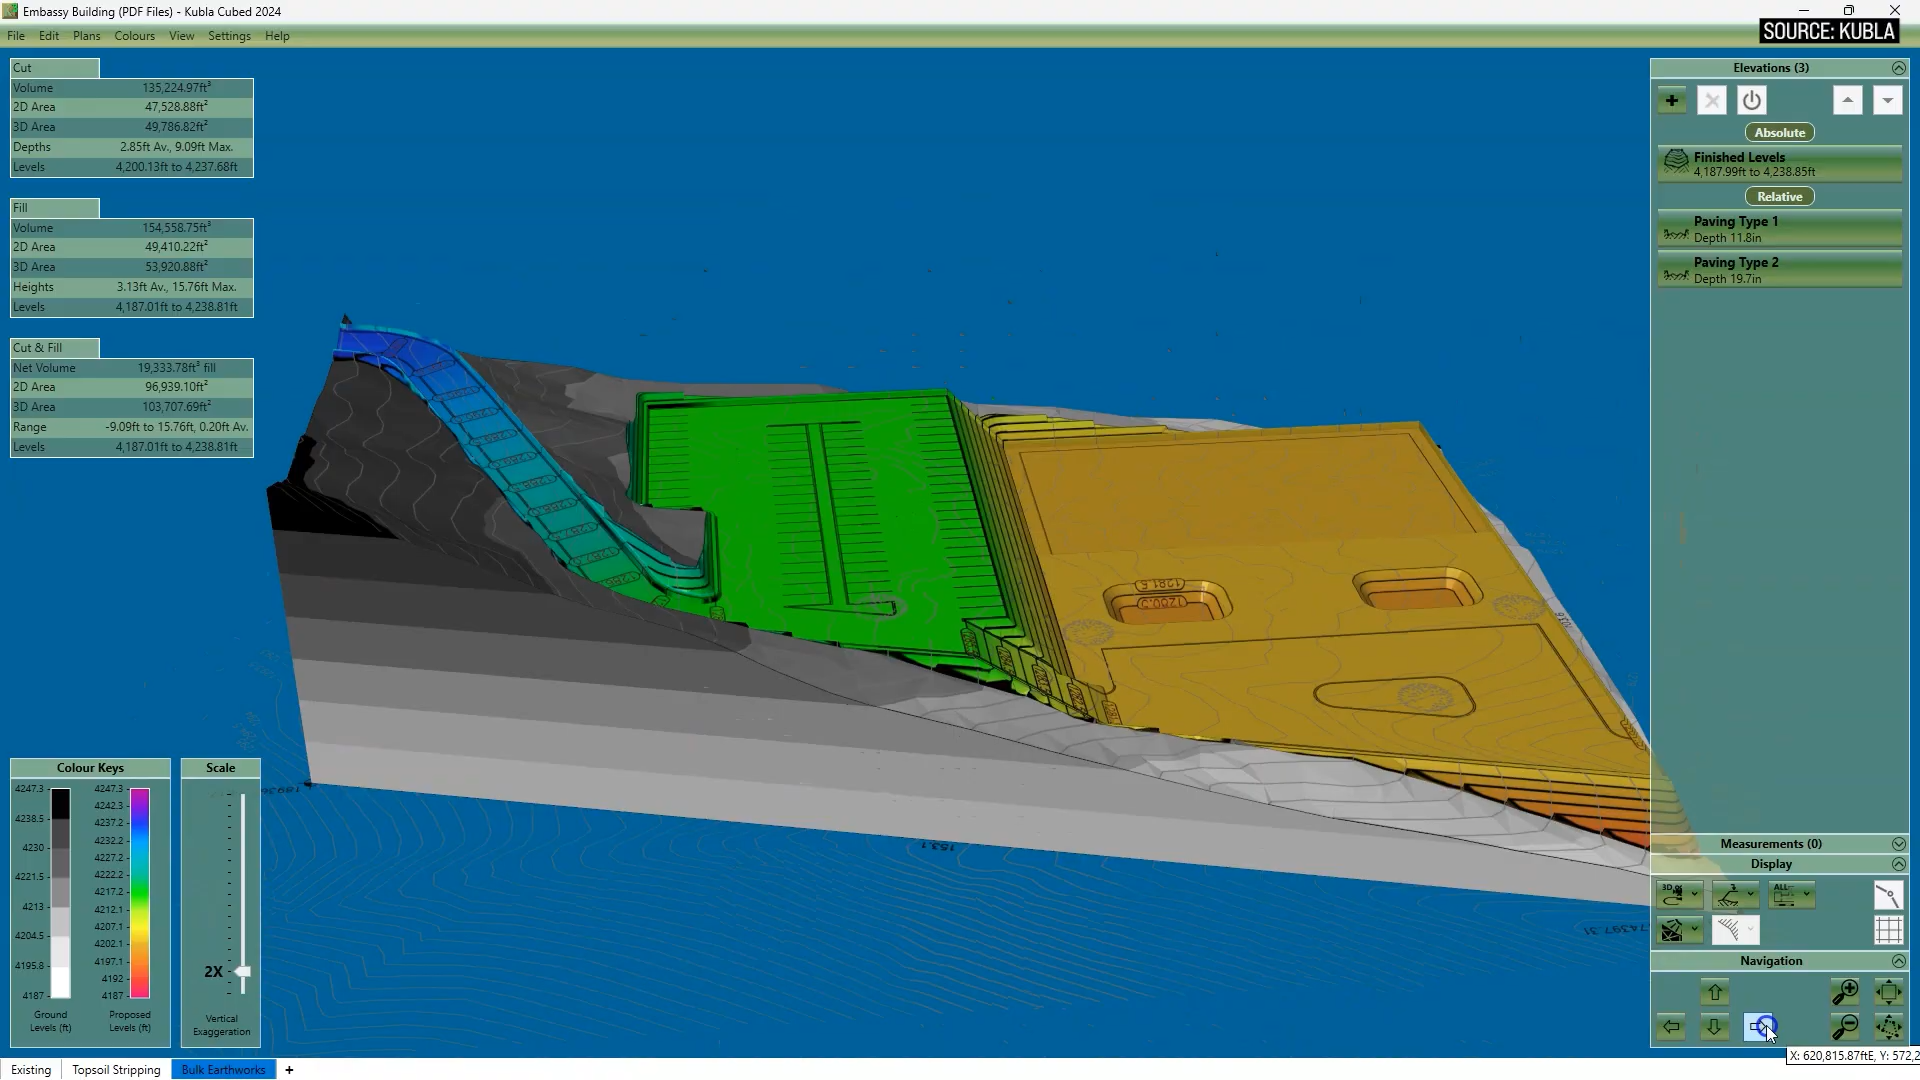 Embassy Building (PDF Files) - Kubla Cubed 2024
SOURCE: KUBLA
File Edit Plans Colours View Settings Help
Cut
Volume 135,224.97ft³
2D Area 47,528.88ft²
3D Area 49,786.82ft²
Depths 2.85ft Av., 9.09ft Max.
Levels 4,200.13ft to 4,237.68ft
Fill
Volume 154,558.75ft³
2D Area 49,410.22ft²
3D Area 53,920.88ft²
Heights 3.13ft Av., 15.76ft Max.
Levels 4,187.01ft to 4,238.81ft
Cut & Fill
Net Volume 19,333.78ft³ fill
2D Area 96,939.10ft²
3D Area 103,707.69ft²
Range -9.09ft to 15.76ft, 0.20ft Av.
Levels 4,187.01ft to 4,238.81ft
Elevations (3)
Absolute
Finished Levels
4,187.99ft to 4,238.85ft
Relative
Paving Type 1
Depth 11.8in
Paving Type 2
Depth 19.7in
1281.5
1280.5
153.1
Colour Keys
4247.3 4247.3
4242.3
4238.5 4237.2
4230 4232.2
4227.2
4221.5 4222.2
4217.2
4213 4212.1
4204.5 4207.1
4202.1
4195.8 4197.1
4192
4187 4187
Ground Proposed
Levels (ft) Levels (ft)
Scale
2X
Vertical
Exaggeration
Measurements (0)
Display
3D
ALL
Navigation
X: 620,815.87ftE, Y: 572,2
Existing Topsoil Stripping Bulk Earthworks +